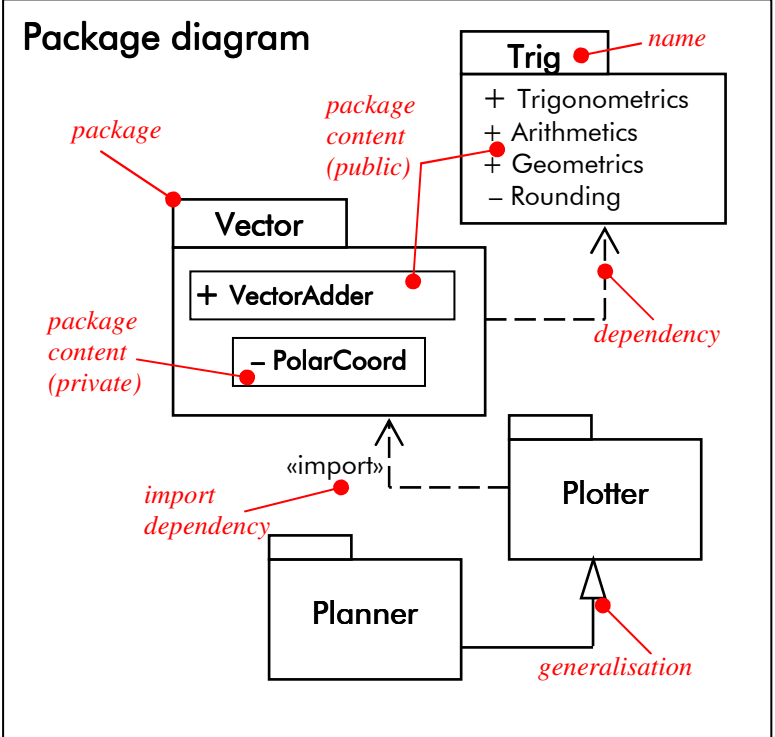 Package diagram
Trig
name
+ Trigonometrics
+ Arithmetics
+ Geometrics
– Rounding
package
content
(public)
package
Vector
+ VectorAdder
– PolarCoord
package
content
(private)
dependency
«import»
import
dependency
Plotter
Planner
generalisation